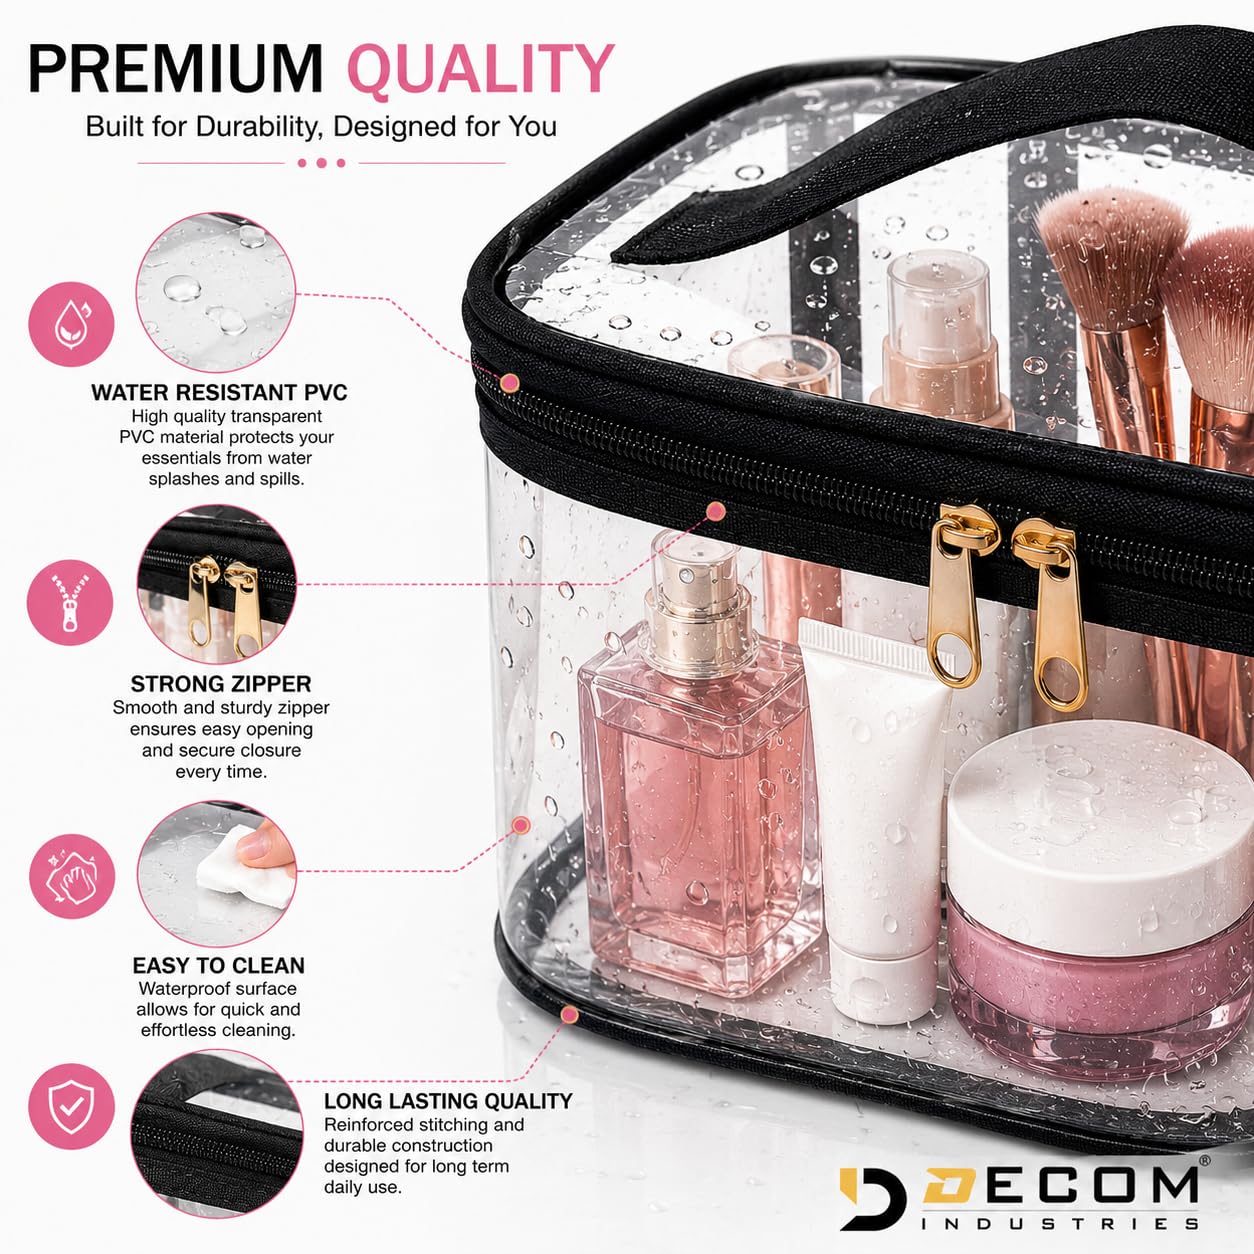 PREMIUM QUALITY
Built for Durability, Designed for You
WATER RESISTANT PVC
High quality transparent
PVC material protects your
essentials from water
splashes and spills.
STRONG ZIPPER
Smooth and sturdy zipper
ensures easy opening
and secure closure
every time.
EASY TO CLEAN
Waterproof surface
allows for quick and
effortless cleaning.
LONG LASTING QUALITY
Reinforced stitching and
durable construction
designed for long term
daily use.
DECOM®
INDUSTRIES